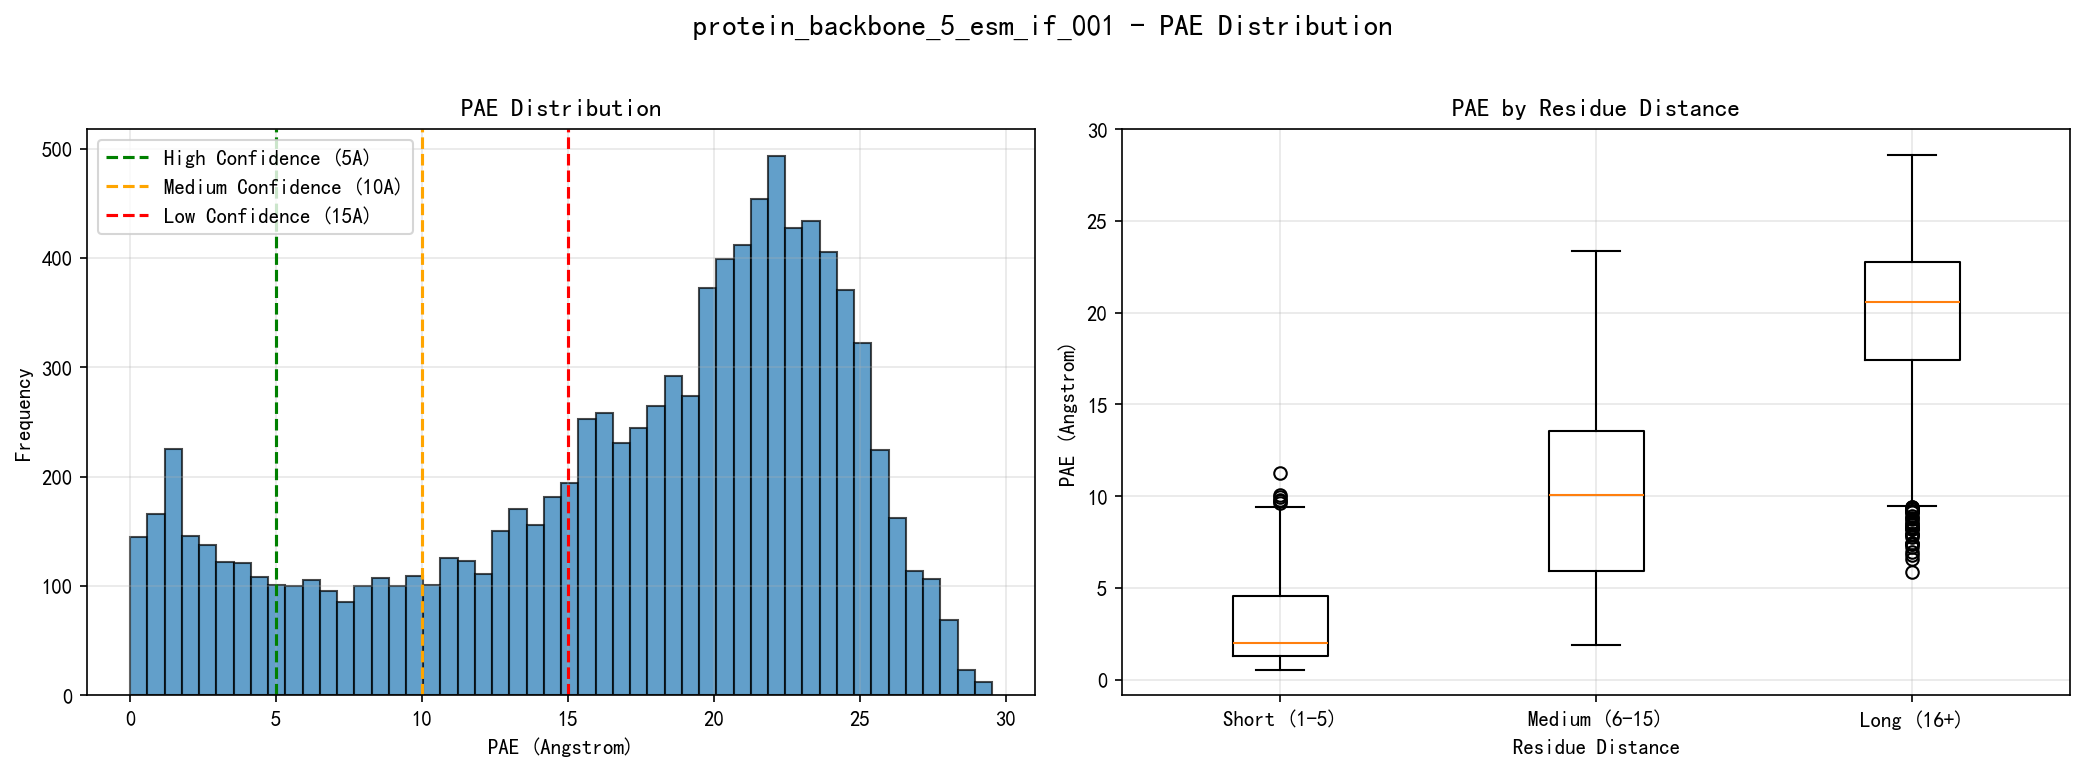 protein_backbone_5_esm_if_001 - PAE Distribution
PAE Distribution
High Confidence (5A)
Medium Confidence (10A)
Low Confidence (15A)
Frequency
500
400
300
200
100
0
0 5 10 15 20 25 30
PAE (Angstrom)
PAE by Residue Distance
PAE (Angstrom)
30
25
20
15
10
5
0
Short (1-5) Medium (6-15) Long (16+)
Residue Distance